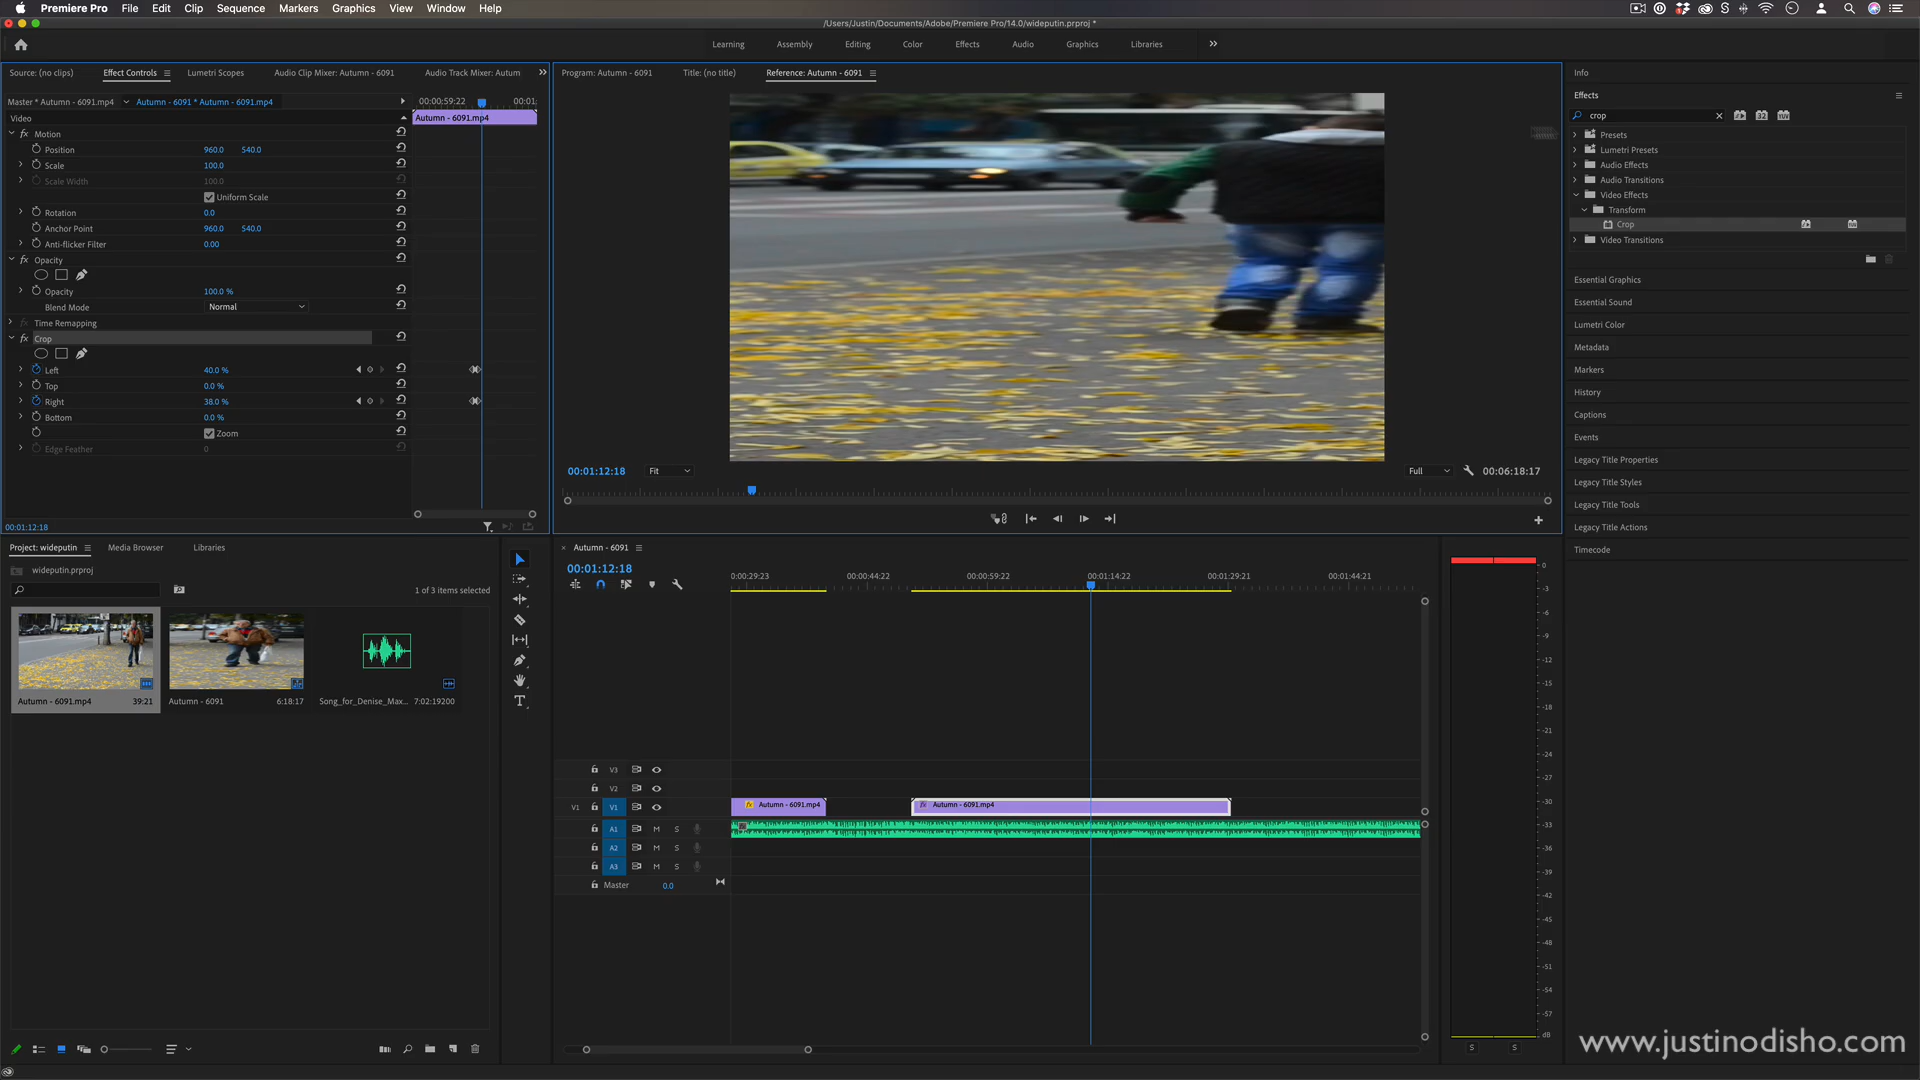 Premiere Pro File Edit Clip Sequence Markers Graphics View Window Help
/Users/Justin/Documents/Adobe/Premiere Pro/14.0/wideputin.prproj *
Learning Assembly Editing Color Effects Audio Graphics Libraries
Source: (no clips) Effect Controls Lumetri Scopes Audio Clip Mixer: Autumn - 6091 Audio Track Mixer: Autum
Program: Autumn - 6091 Title: (no title) Reference: Autumn - 6091
Master * Autumn - 6091.mp4 Autumn - 6091 * Autumn - 6091.mp4
00:00:59:22 00:01:
Video
Autumn - 6091.mp4
fx Motion
Position 960.0 540.0
Scale 100.0
Scale Width 100.0
Uniform Scale
Rotation 0.0
Anchor Point 960.0 540.0
Anti-flicker Filter 0.00
fx Opacity
Opacity 100.0 %
Blend Mode Normal
fx Time Remapping
fx Crop
Left 40.0 %
Top 0.0 %
Right 38.0 %
Bottom 0.0 %
Zoom
Edge Feather 0
00:01:12:18
00:01:12:18 Fit Full 00:06:18:17
Info
Effects
crop
Presets
Lumetri Presets
Audio Effects
Audio Transitions
Video Effects
Transform
Crop
Video Transitions
Essential Graphics
Essential Sound
Lumetri Color
Metadata
Markers
History
Captions
Events
Legacy Title Properties
Legacy Title Styles
Legacy Title Tools
Legacy Title Actions
Timecode
Project: wideputin Media Browser Libraries
wideputin.prproj
1 of 3 items selected
Autumn - 6091.mp4 39:21
Autumn - 6091 6:18:17
Song_for_Denise_Max... 7:02:19200
Autumn - 6091
00:01:12:18
0:00:29:23 00:00:44:22 00:00:59:22 00:01:14:22 00:01:29:21 00:01:44:21
V3
V2
V1 V1
fx Autumn - 6091.mp4
fx Autumn - 6091.mp4
A1 M S
A2 M S
A3 M S
Master 0.0
0
-3
-6
-9
-12
-15
-18
-21
-24
-27
-30
-33
-36
-39
-42
-45
-48
-51
-54
-57
dB
S S
www.justinodisho.com